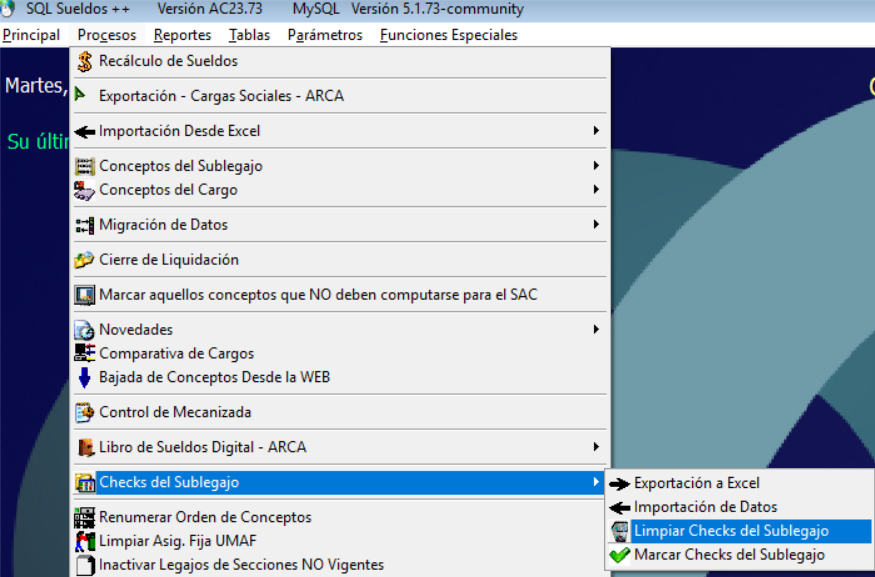 SQL Sueldos ++ Versión AC23.73 MySQL Versión 5.1.73-community
Principal Procesos Reportes Tablas Parámetros Funciones Especiales
Martes,
Su últi
Recálculo de Sueldos
Exportación - Cargas Sociales - ARCA
Importación Desde Excel
Conceptos del Sublegajo
Conceptos del Cargo
Migración de Datos
Cierre de Liquidación
Marcar aquellos conceptos que NO deben computarse para el SAC
Novedades
Comparativa de Cargos
Bajada de Conceptos Desde la WEB
Control de Mecanizada
Libro de Sueldos Digital - ARCA
Checks del Sublegajo
Exportación a Excel
Importación de Datos
Limpiar Checks del Sublegajo
Marcar Checks del Sublegajo
Renumerar Orden de Conceptos
Limpiar Asig. Fija UMAF
Inactivar Legajos de Secciones NO Vigentes